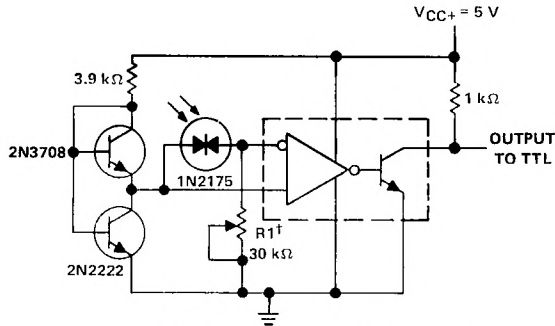 VCC+ = 5 V
3.9 kΩ
1 kΩ
2N3708
1N2175
OUTPUT
TO TTL
R1†
30 kΩ
2N2222